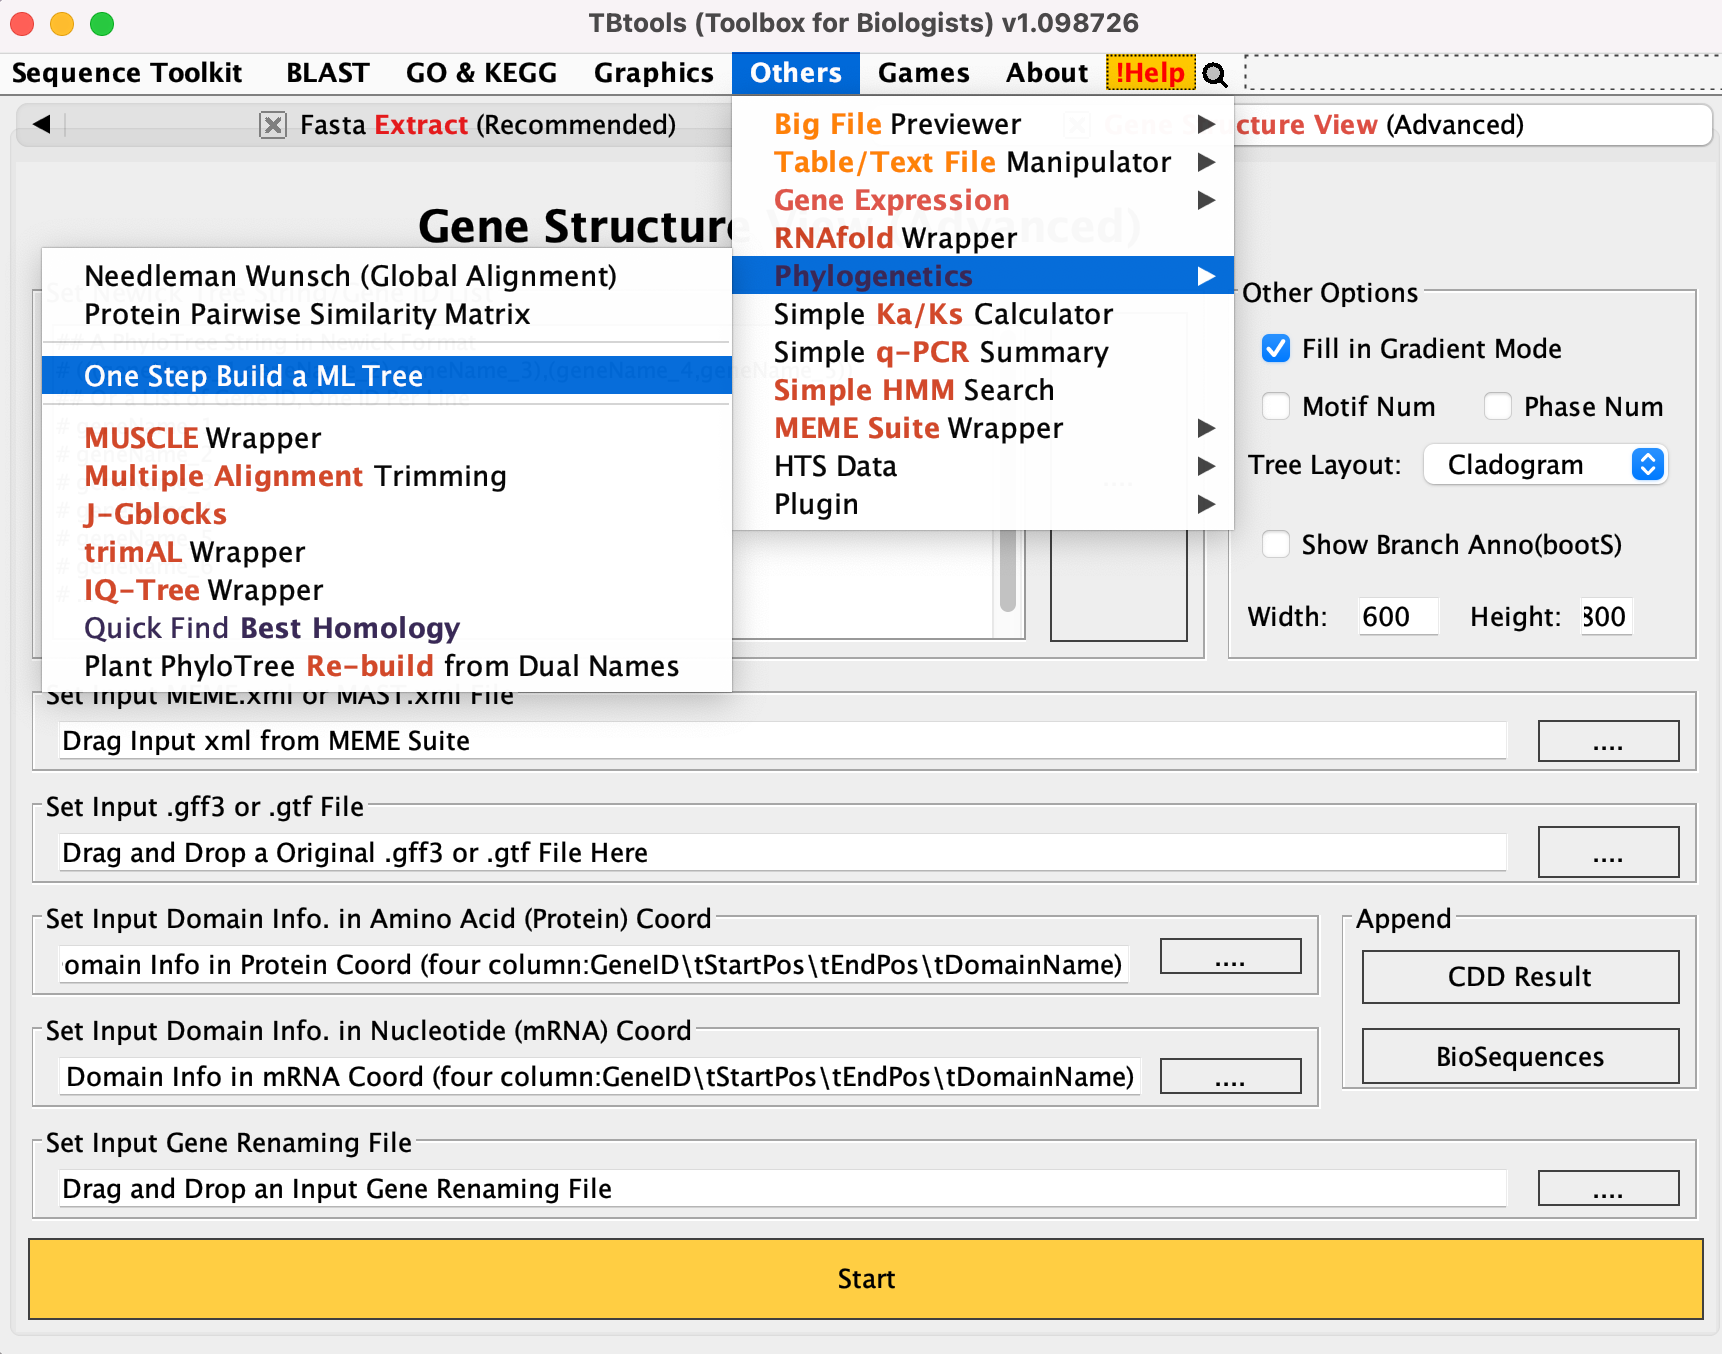 TBtools (Toolbox for Biologists) v1.098726
Sequence Toolkit BLAST GO & KEGG Graphics Others Games About !Help
Fasta Extract (Recommended)
Gene Structure View (Advanced)
Gene Structure View (Advanced)
Big File Previewer
Table/Text File Manipulator
Gene Expression
RNAfold Wrapper
Phylogenetics
Simple Ka/Ks Calculator
Simple q-PCR Summary
Simple HMM Search
MEME Suite Wrapper
HTS Data
Plugin
Needleman Wunsch (Global Alignment)
Protein Pairwise Similarity Matrix
One Step Build a ML Tree
MUSCLE Wrapper
Multiple Alignment Trimming
J-Gblocks
trimAL Wrapper
IQ-Tree Wrapper
Quick Find Best Homology
Plant PhyloTree Re-build from Dual Names
Other Options
Fill in Gradient Mode
Motif Num Phase Num
Tree Layout: Cladogram
Show Branch Anno(bootS)
Width: 600 Height: 300
Set Input MEME.xml or MAST.xml File
Drag Input xml from MEME Suite ....
Set Input .gff3 or .gtf File
Drag and Drop a Original .gff3 or .gtf File Here ....
Set Input Domain Info. in Amino Acid (Protein) Coord
omain Info in Protein Coord (four column:GeneID\tStartPos\tEndPos\tDomainName) ....
Append
CDD Result
BioSequences
Set Input Domain Info. in Nucleotide (mRNA) Coord
Domain Info in mRNA Coord (four column:GeneID\tStartPos\tEndPos\tDomainName) ....
Set Input Gene Renaming File
Drag and Drop an Input Gene Renaming File ....
Start